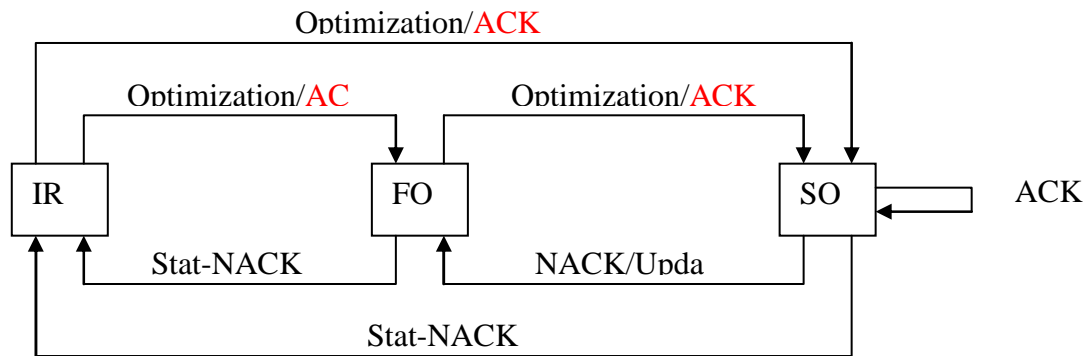 Optimization/ACK
Optimization/AC
Optimization/ACK
IR
FO
SO
ACK
Stat-NACK
NACK/Upda
Stat-NACK